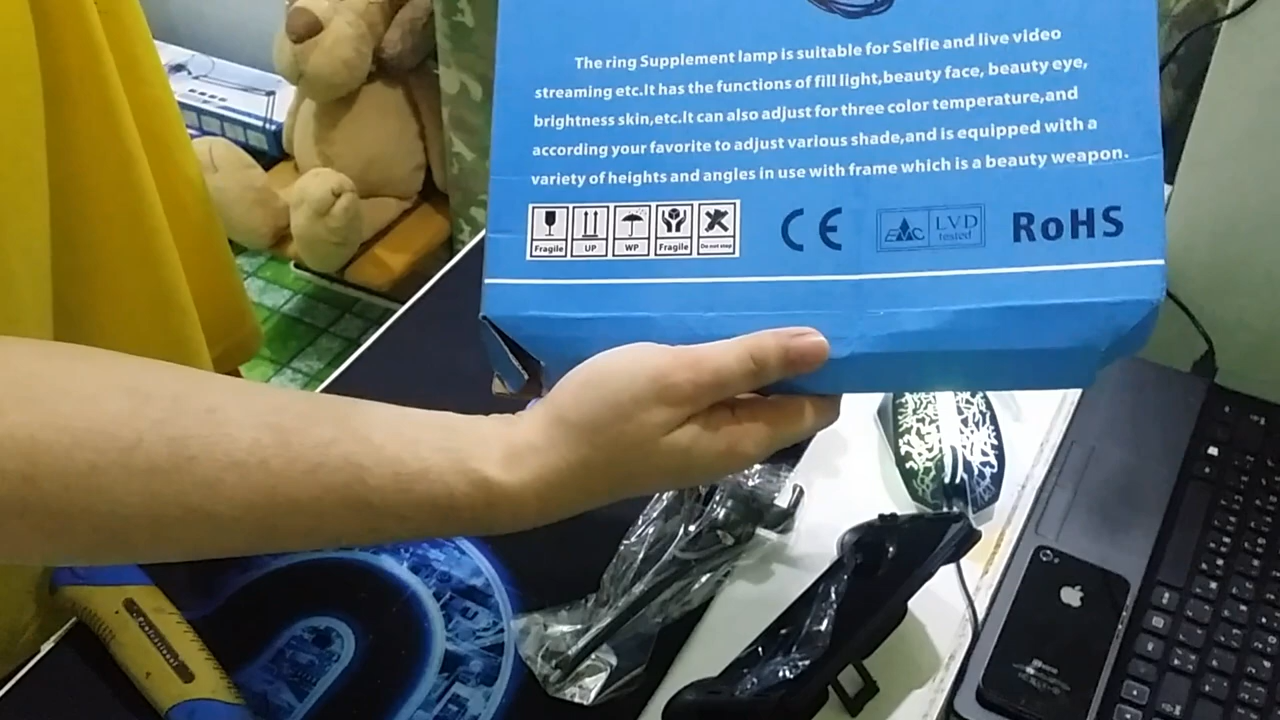 The ring Supplement lamp is suitable for Selfie and live video
streaming etc.It has the functions of fill light,beauty face, beauty eye,
brightness skin,etc.It can also adjust for three color temperature,and
according your favorite to adjust various shade,and is equipped with a
variety of heights and angles in use with frame which is a beauty weapon.
Fragile UP WP Fragile Do not step
CE EMC LVD tested RoHS
Professional
iPhone